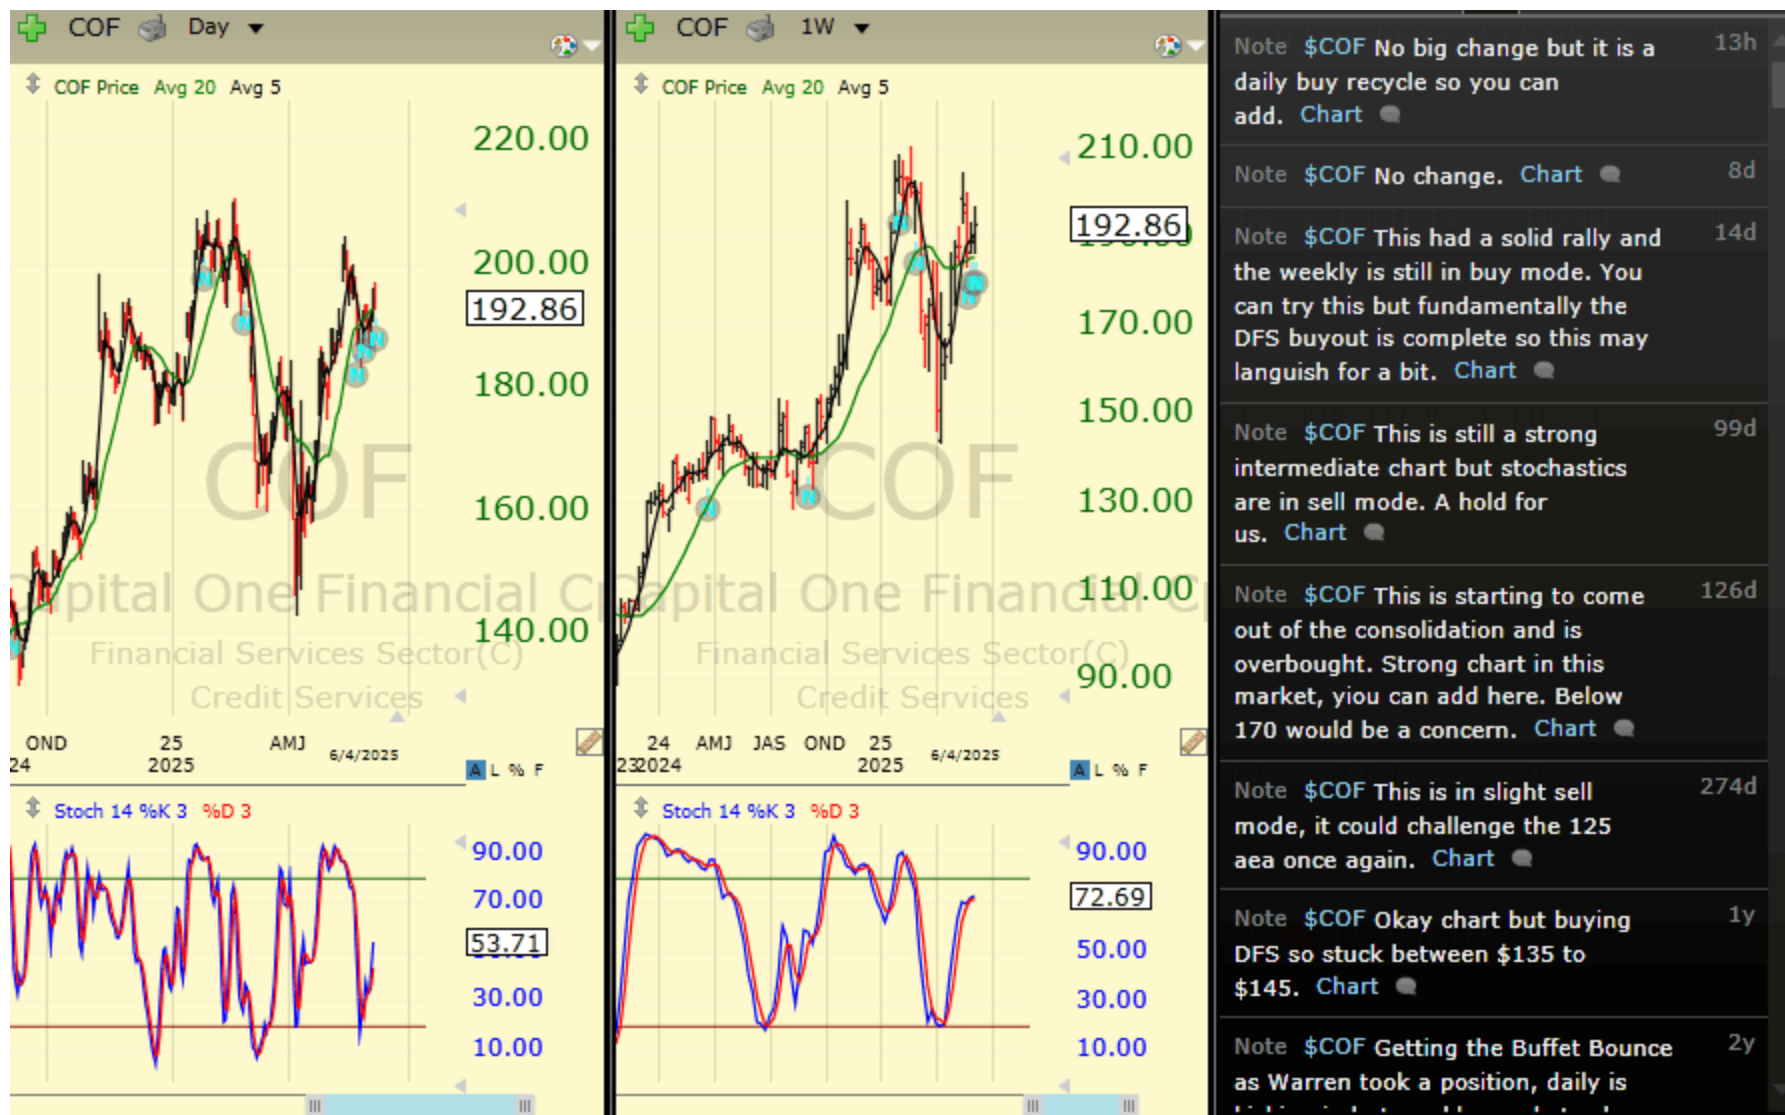 COF Day
COF Price Avg 20 Avg 5
220.00
200.00
192.86
180.00
COF
160.00
Capital One Financial C
140.00
Financial Services Sector(C)
Credit Services
OND 25 AMJ 6/4/2025
24 2025
A L % F
Stoch 14 %K 3 %D 3
90.00
70.00
53.71
30.00
10.00
COF 1W
COF Price Avg 20 Avg 5
210.00
192.86
170.00
150.00
COF
130.00
110.00
Capital One Financial C
90.00
Financial Services Sector(C)
Credit Services
24 AMJ JAS OND 25 6/4/2025
23 2024 2025
A L % F
Stoch 14 %K 3 %D 3
90.00
72.69
50.00
30.00
10.00
Note $COF No big change but it is a 13h
daily buy recycle so you can
add. Chart
Note $COF No change. Chart 8d
Note $COF This had a solid rally and 14d
the weekly is still in buy mode. You
can try this but fundamentally the
DFS buyout is complete so this may
languish for a bit. Chart
Note $COF This is still a strong 99d
intermediate chart but stochastics
are in sell mode. A hold for
us. Chart
Note $COF This is starting to come 126d
out of the consolidation and is
overbought. Strong chart in this
market, yiou can add here. Below
170 would be a concern. Chart
Note $COF This is in slight sell 274d
mode, it could challenge the 125
aea once again. Chart
Note $COF Okay chart but buying 1y
DFS so stuck between $135 to
$145. Chart
Note $COF Getting the Buffet Bounce 2y
as Warren took a position, daily is